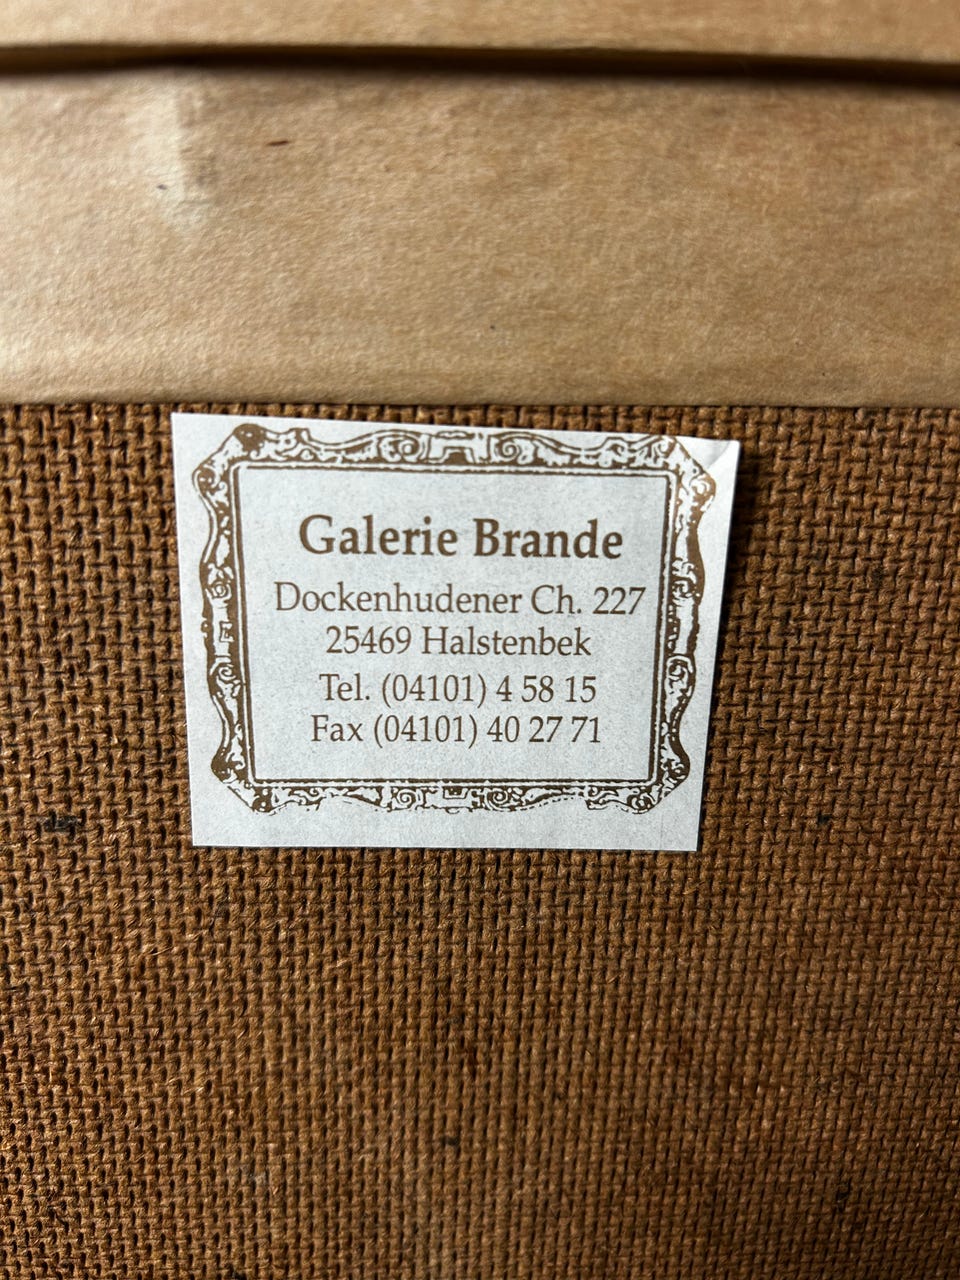 Galerie Brande
Dockenhudener Ch. 227
25469 Halstenbek
Tel. (04101) 4 58 15
Fax (04101) 40 27 71